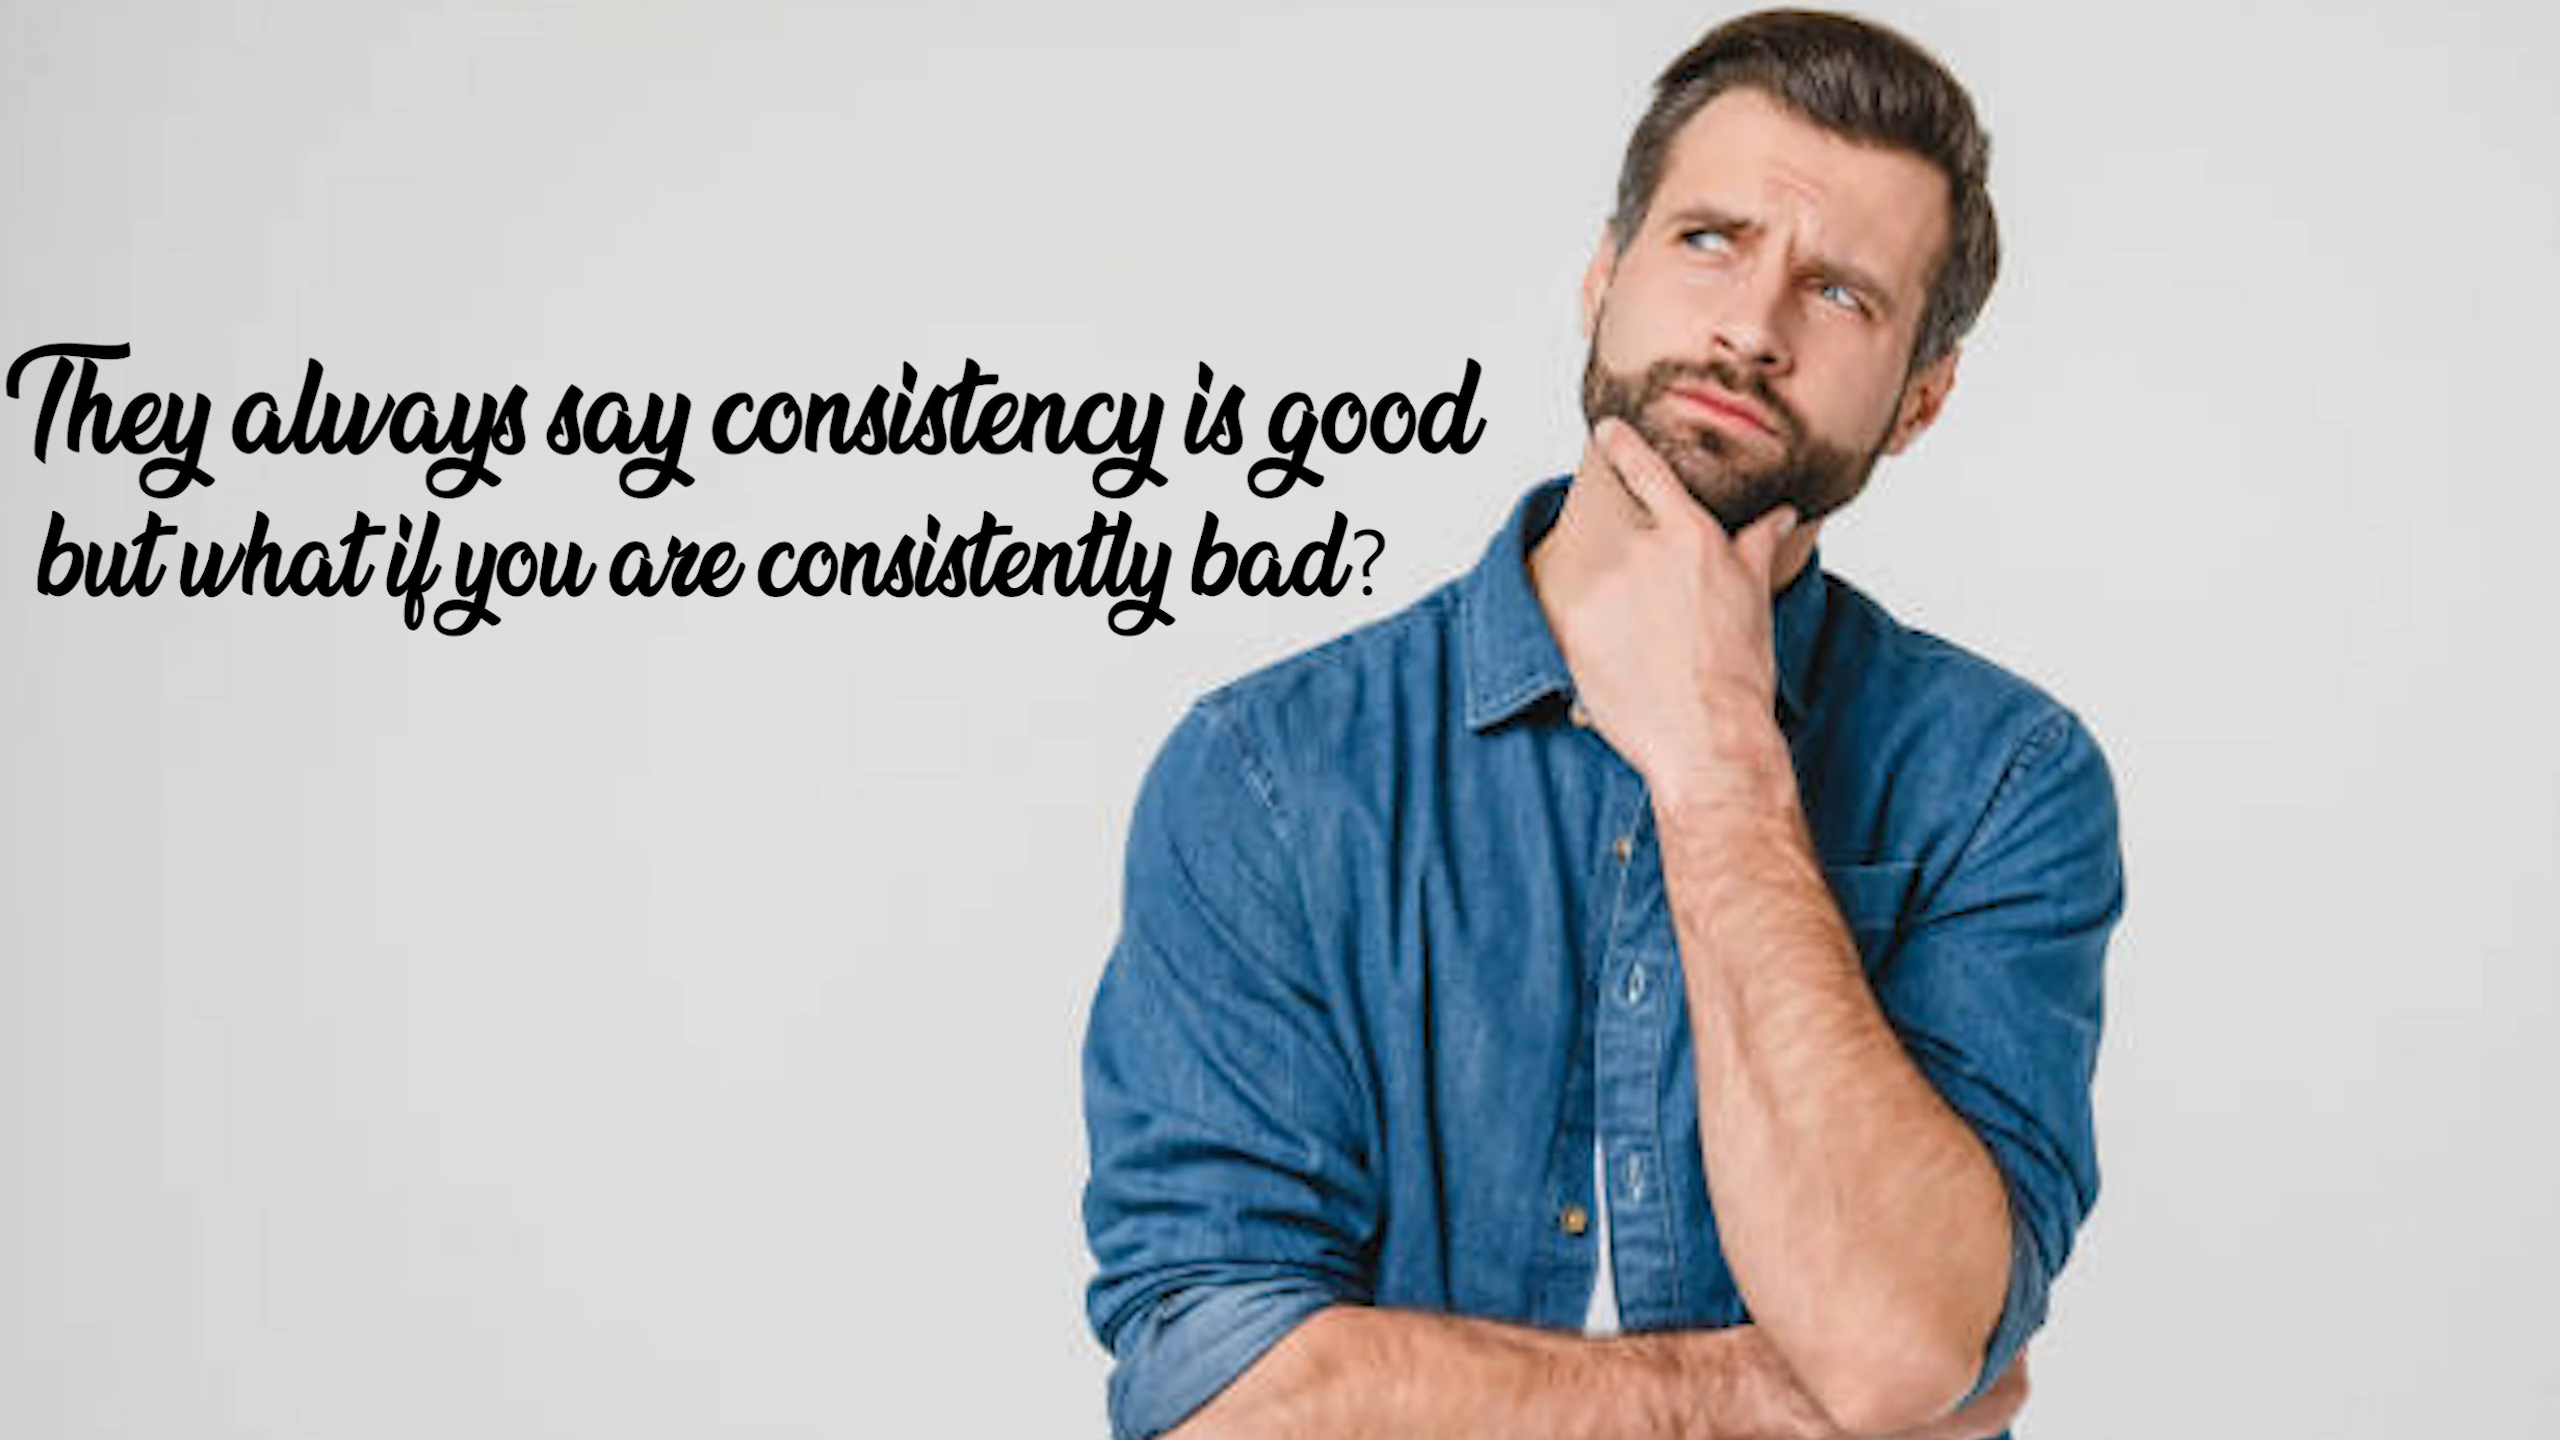 They always say consistency is good
but what if you are consistently bad?